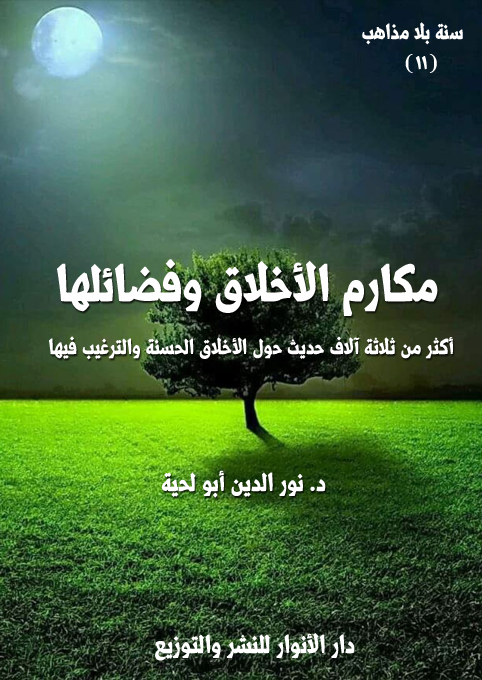 سنة بلا مذاهب
(١١)
مكارم الأخلاق وفضائلها
أكثر من ثلاثة آلاف حديث حول الأخلاق الحسنة والترغيب فيها
د. نور الدين أبو لحية
دار الأنوار للنشر والتوزيع